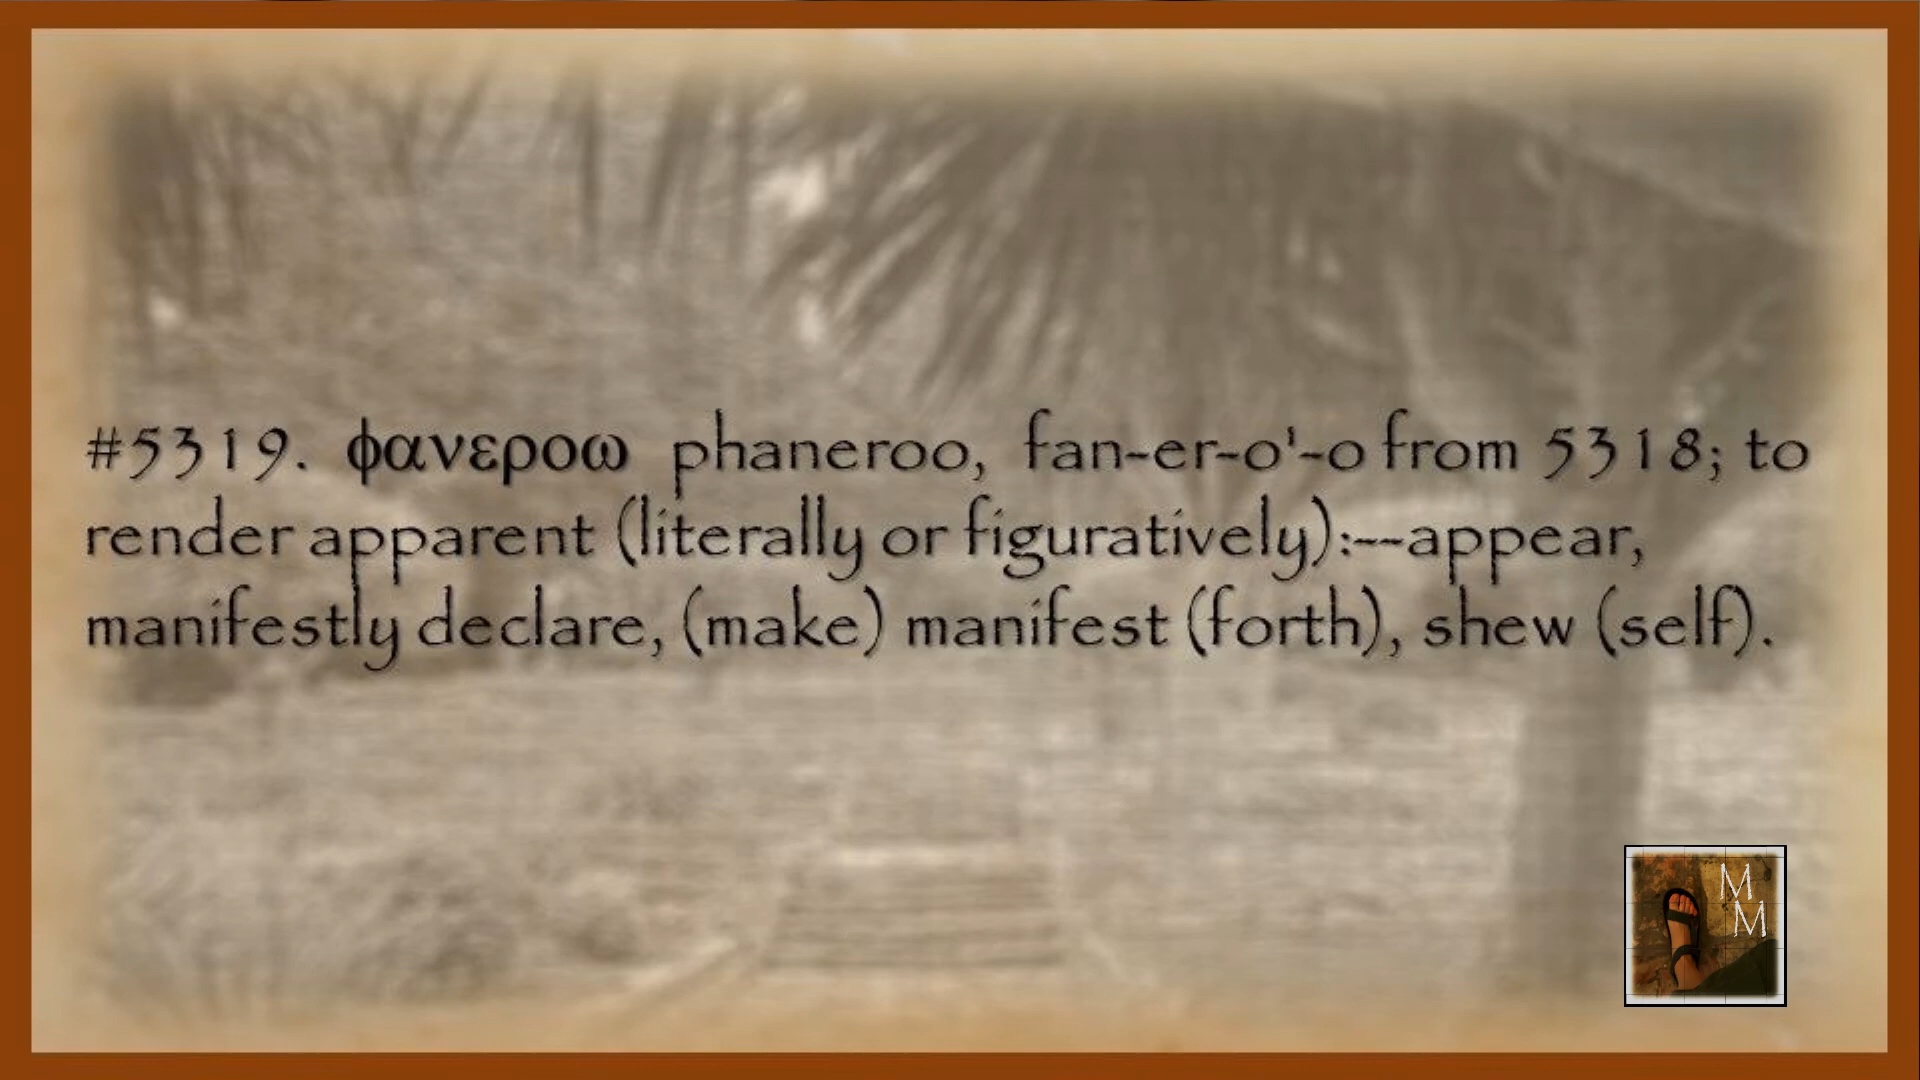 #5319. φανεροω phaneroo, fan-er-o'-o from 5318; to
render apparent (literally or figuratively):--appear,
manifestly declare, (make) manifest (forth), shew (self).
M
M